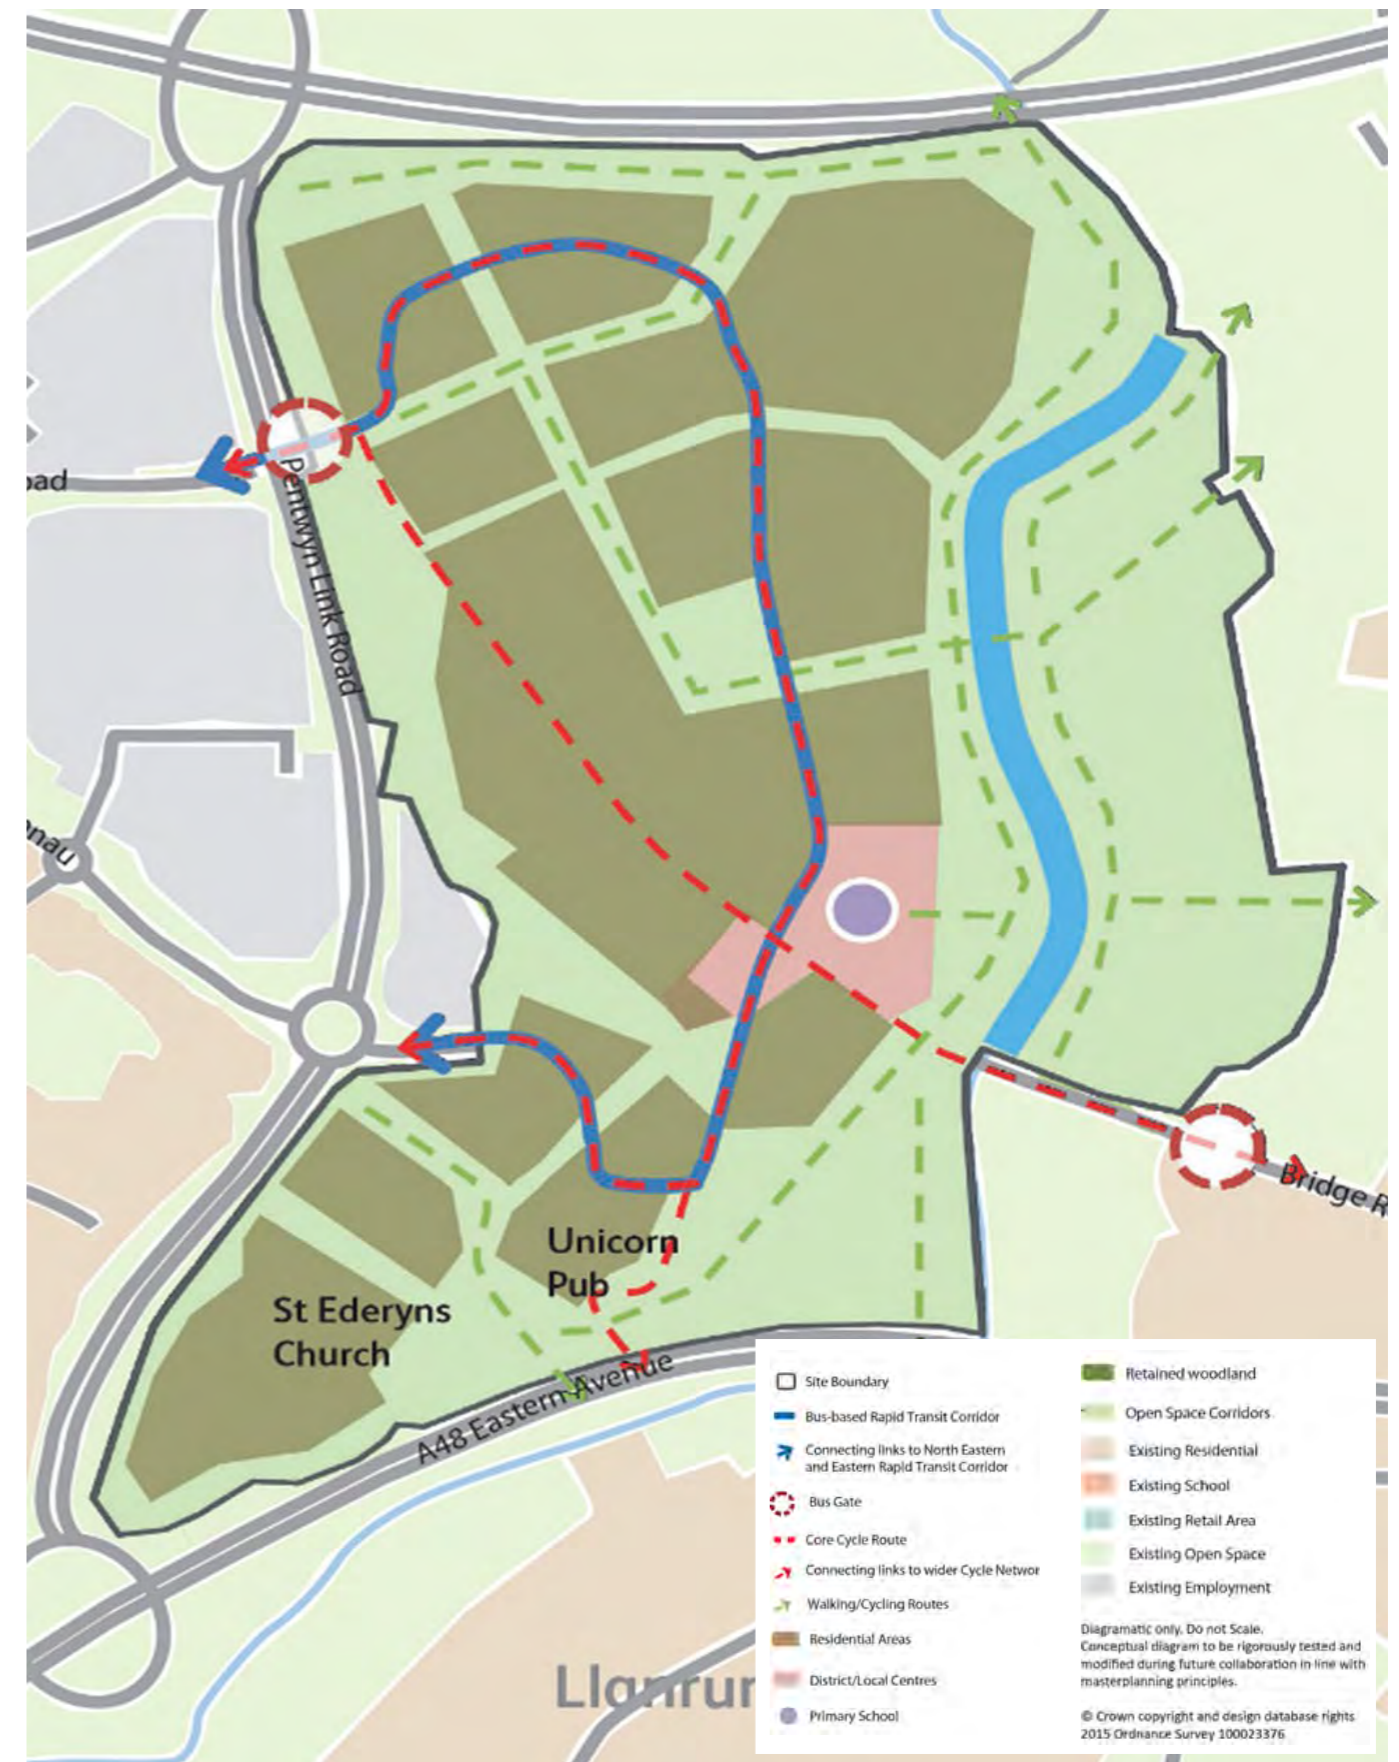 oad
Pentwyn Link Road
nau
Bridge R
Unicorn
Pub
St Ederyns
Church
A48 Eastern Avenue
Llanrum
Site Boundary
Bus-based Rapid Transit Corridor
Connecting links to North Eastern
and Eastern Rapid Transit Corridor
Bus Gate
Core Cycle Route
Connecting links to wider Cycle Networ
Walking/Cycling Routes
Residential Areas
District/Local Centres
Primary School
Retained woodland
Open Space Corridors
Existing Residential
Existing School
Existing Retail Area
Existing Open Space
Existing Employment
Diagramatic only. Do not Scale.
Conceptual diagram to be rigorously tested and
modified during future collaboration in line with
masterplanning principles.
© Crown copyright and design database rights
2015 Ordnance Survey 100023376